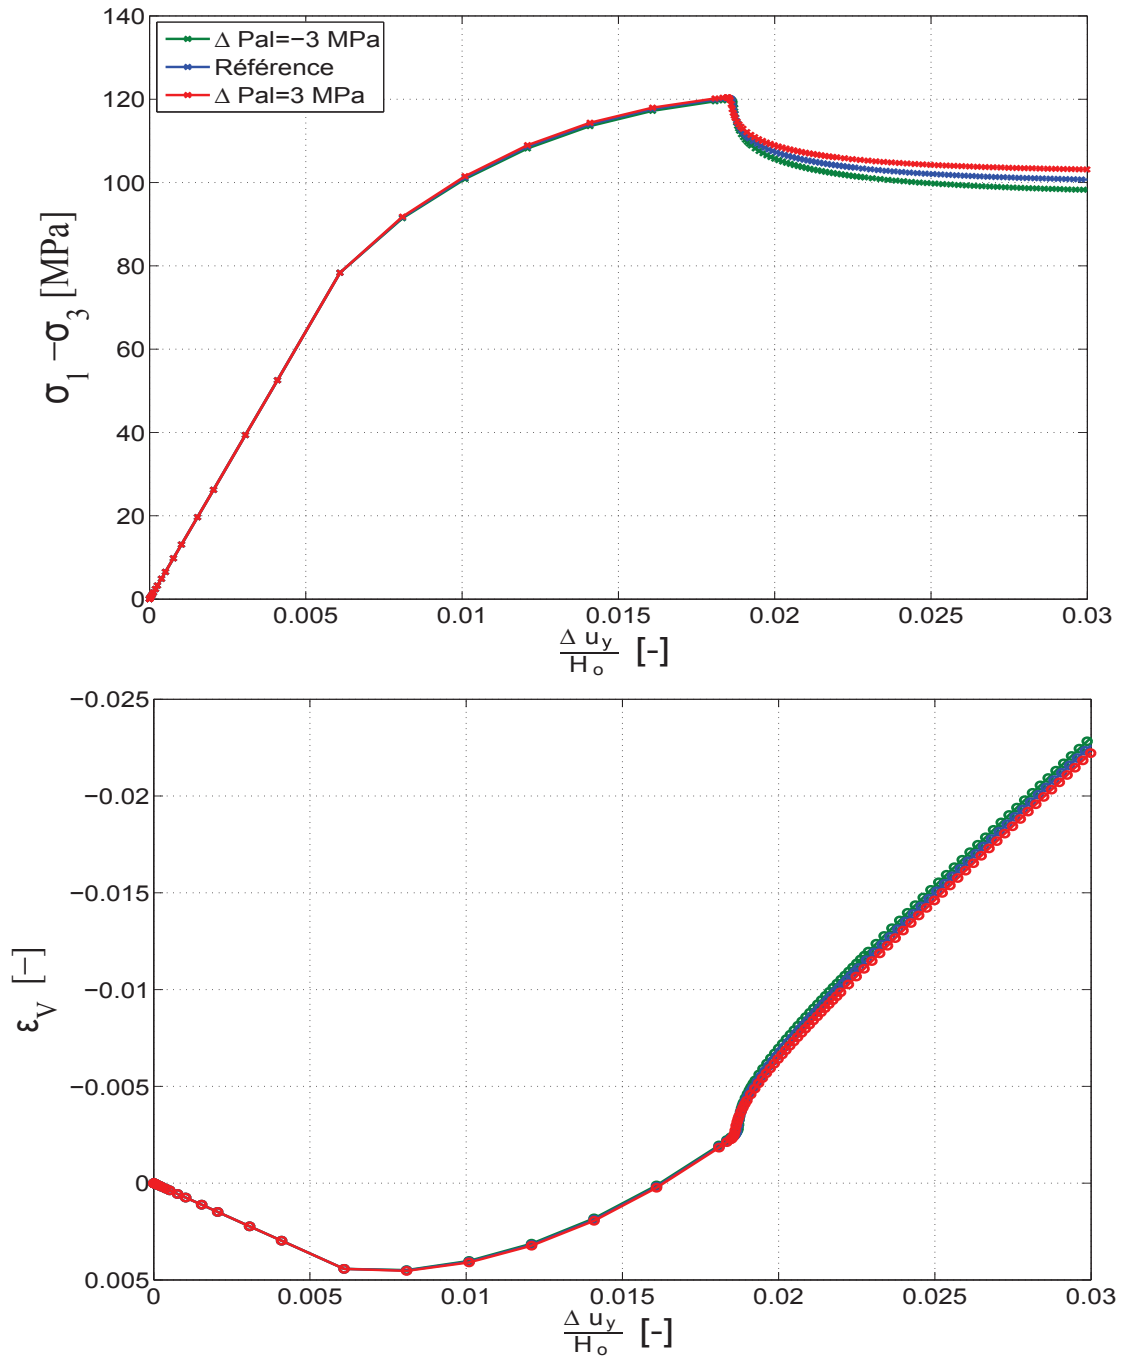 140
120
100
80
60
40
20
0
σ1 −σ3 [MPa]
Δ Pal=−3 MPa
Référence
Δ Pal=3 MPa
0 0.005 0.01 0.015 0.02 0.025 0.03
Δ uy
Ho [-]
−0.025
−0.02
−0.015
−0.01
−0.005
0
0.005
εV [−]
0 0.005 0.01 0.015 0.02 0.025 0.03
Δ uy
Ho [-]